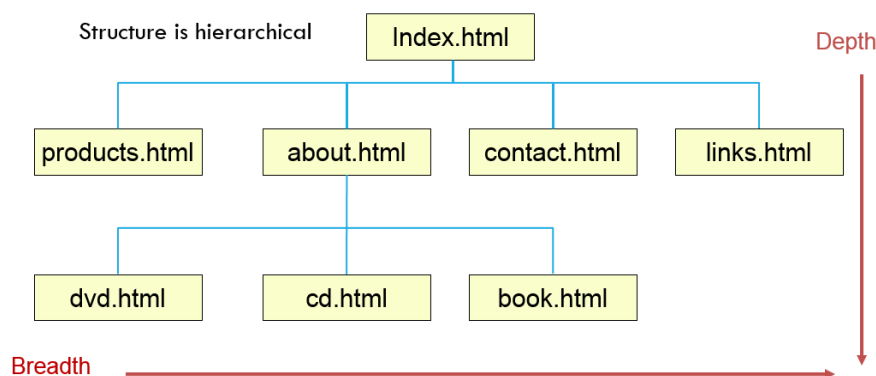 Structure is hierarchical
Index.html
Depth
products.html
about.html
contact.html
links.html
dvd.html
cd.html
book.html
Breadth